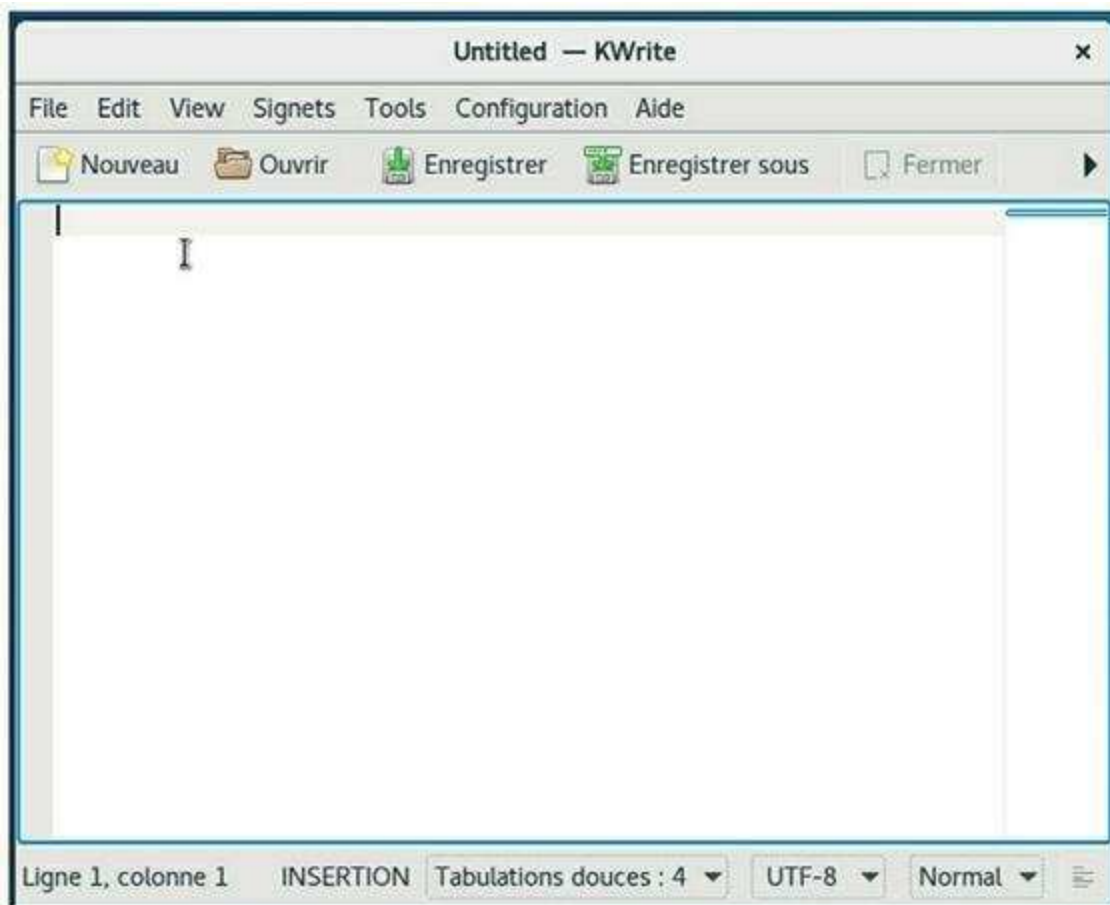 Untitled — KWrite
File Edit View Signets Tools Configuration Aide
Nouveau Ouvrir Enregistrer Enregistrer sous Fermer
Ligne 1, colonne 1 INSERTION Tabulations douces : 4 UTF-8 Normal